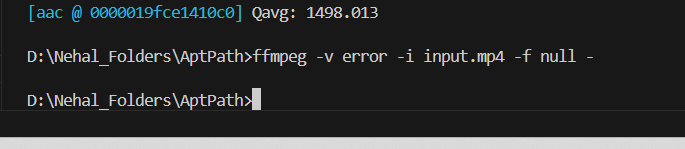 [aac @ 0000019fce1410c0] Qavg: 1498.013
D:\Nehal_Folders\AptPath>ffmpeg -v error -i input.mp4 -f null -
D:\Nehal_Folders\AptPath>